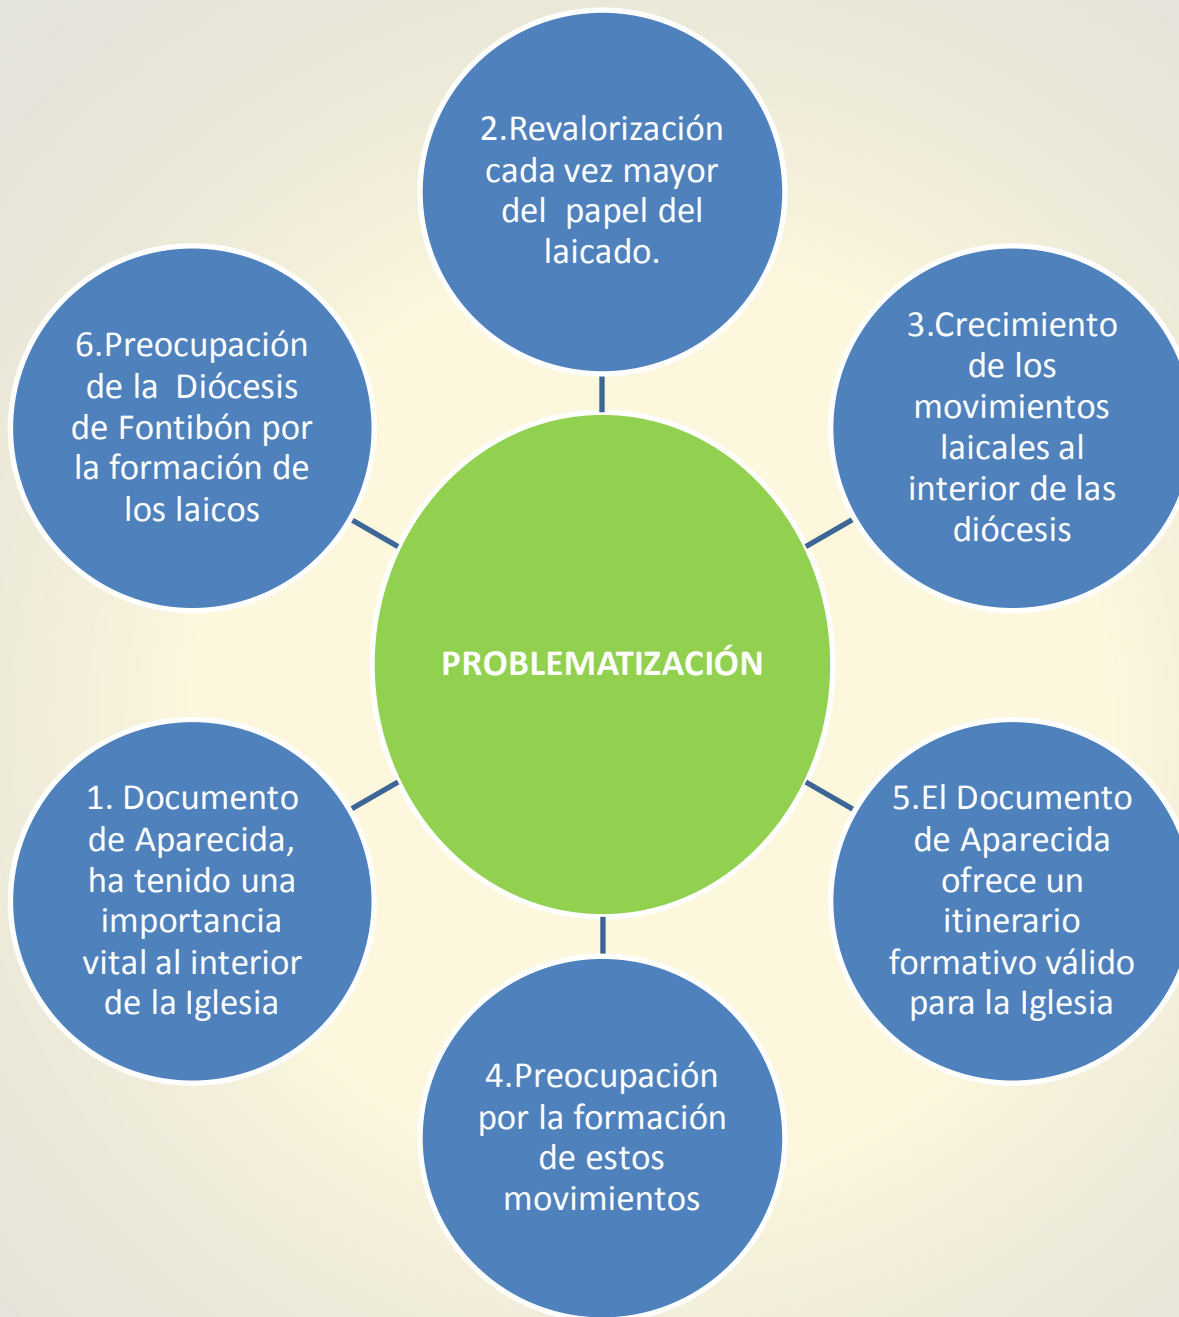 2.Revalorización
cada vez mayor
del papel del
laicado.
6.Preocupación
de la Diócesis
de Fontibón por
la formación de
los laicos
3.Crecimiento
de los
movimientos
laicales al
interior de las
diócesis
PROBLEMATIZACIÓN
1. Documento
de Aparecida,
ha tenido una
importancia
vital al interior
de la Iglesia
5.El Documento
de Aparecida
ofrece un
itinerario
formativo válido
para la Iglesia
4.Preocupación
por la formación
de estos
movimientos